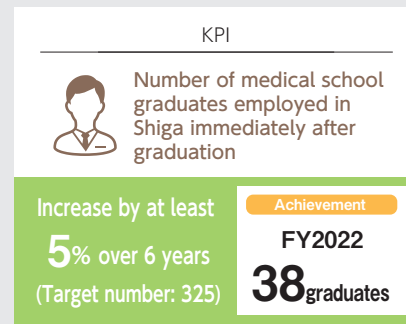 KPI
Number of medical school
graduates employed in
Shiga immediately after
graduation
Increase by at least
5% over 6 years
(Target number: 325)
Achievement
FY2022
38graduates